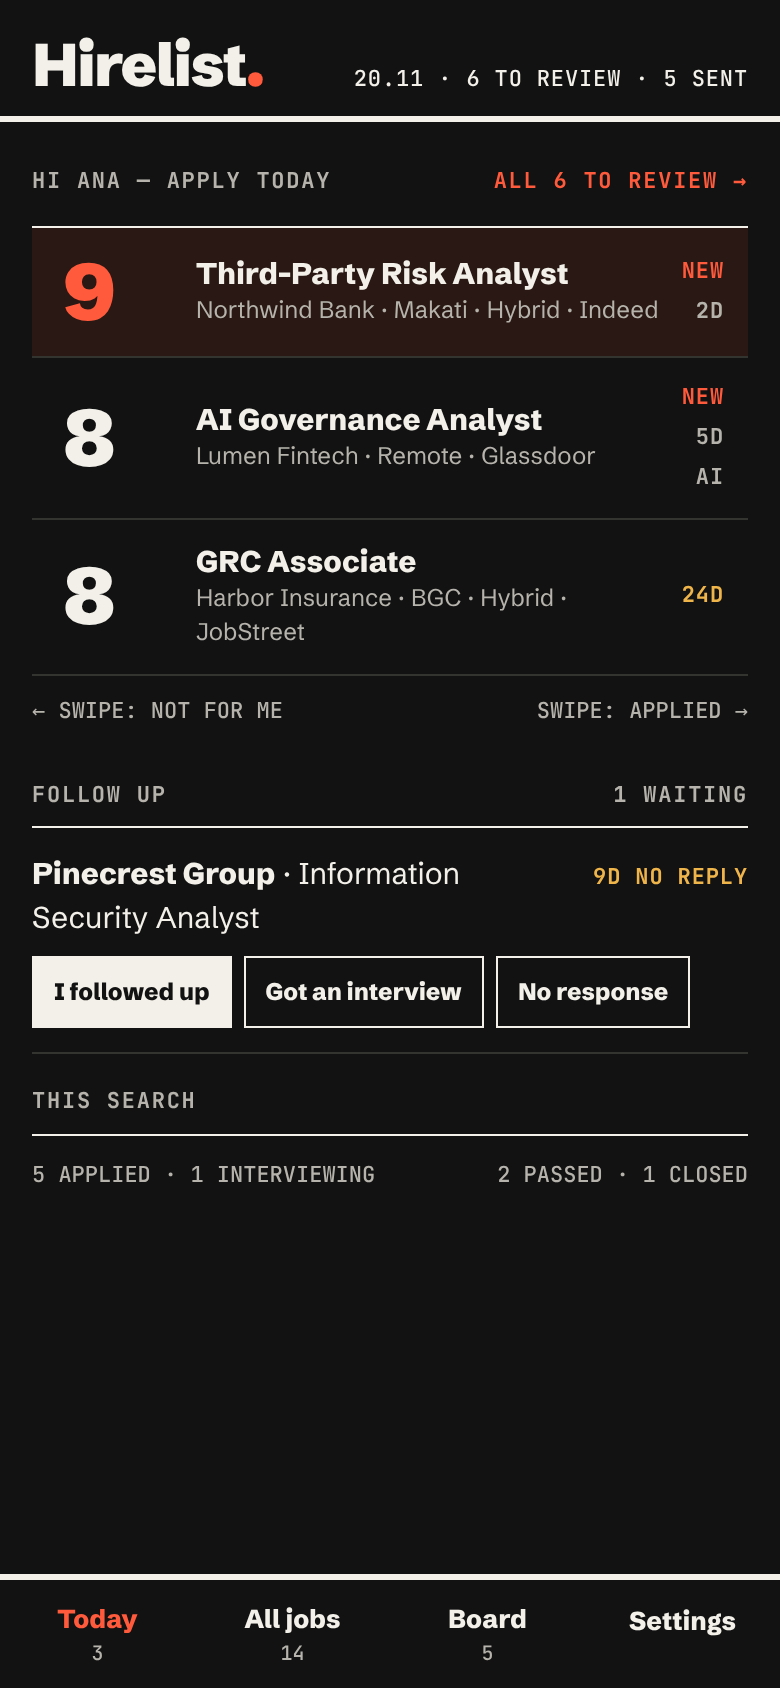 Hirelist.
20.11 · 6 TO REVIEW · 5 SENT
HI ANA — APPLY TODAY
ALL 6 TO REVIEW →
9
Third-Party Risk Analyst
Northwind Bank · Makati · Hybrid · Indeed
NEW
2D
8
AI Governance Analyst
Lumen Fintech · Remote · Glassdoor
NEW
5D
AI
8
GRC Associate
Harbor Insurance · BGC · Hybrid ·
JobStreet
24D
← SWIPE: NOT FOR ME
SWIPE: APPLIED →
FOLLOW UP
1 WAITING
Pinecrest Group · Information
Security Analyst
9D NO REPLY
I followed up
Got an interview
No response
THIS SEARCH
5 APPLIED · 1 INTERVIEWING
2 PASSED · 1 CLOSED
Today
3
All jobs
14
Board
5
Settings